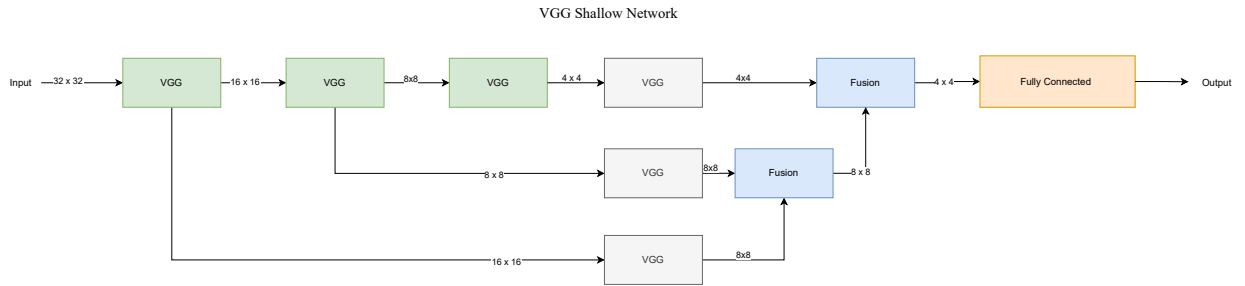 VGG Shallow Network
Input
32 x 32
VGG
16 x 16
VGG
8x8
VGG
4 x 4
VGG
4x4
Fusion
4 x 4
Fully Connected
Output
8 x 8
VGG
8x8
Fusion
8 x 8
16 x 16
VGG
8x8